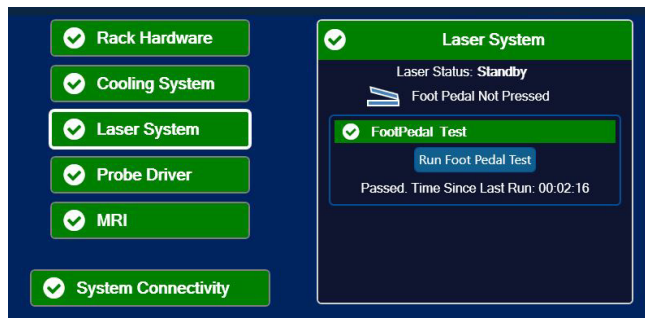 Rack Hardware
Cooling System
Laser System
Probe Driver
MRI
System Connectivity
Laser System
Laser Status: Standby
Foot Pedal Not Pressed
FootPedal Test
Run Foot Pedal Test
Passed. Time Since Last Run: 00:02:16